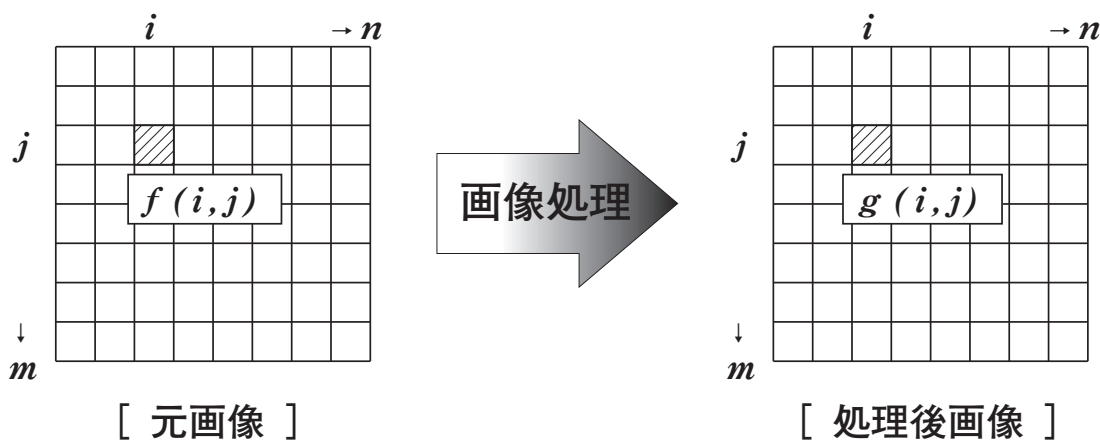 i → n
j
f (i,j)
↓
m
[ 元画像 ]
画像処理
i → n
j
g (i,j)
↓
m
[ 処理後画像 ]